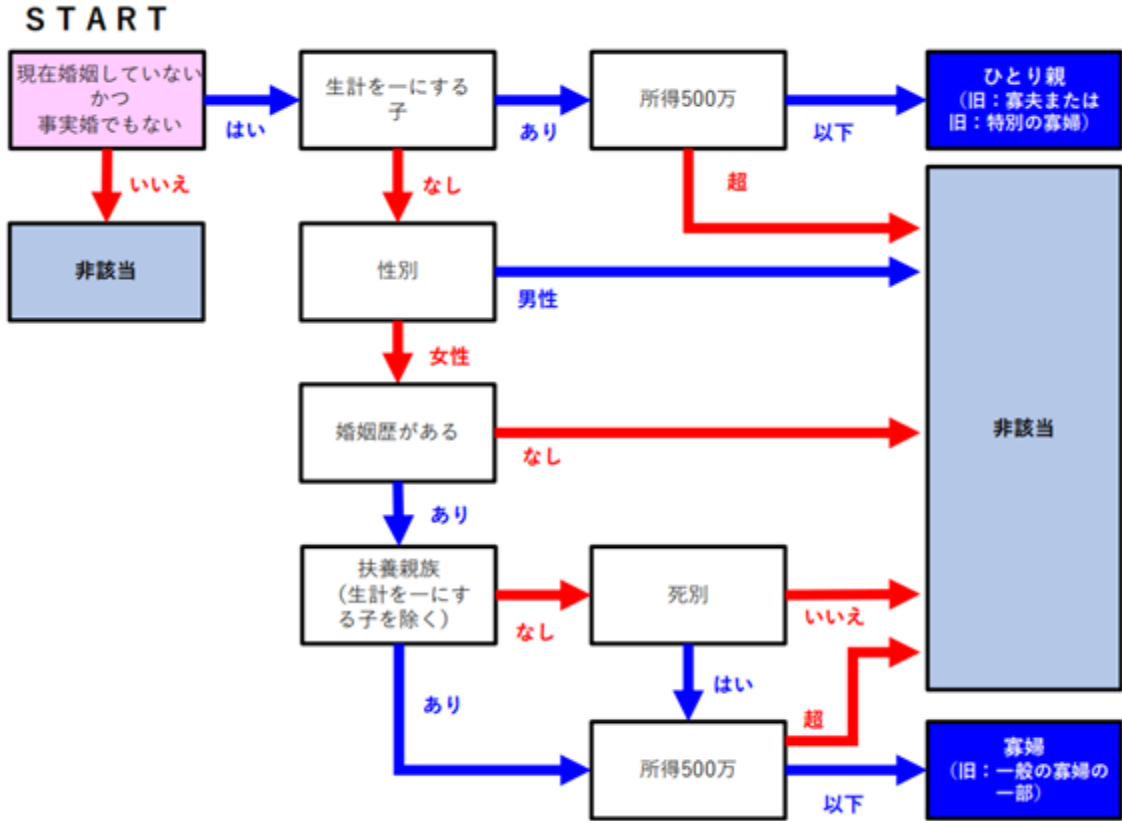 START
現在婚姻していない
かつ
事実婚でもない
はい
生計を一にする
子
あり
所得500万
以下
ひとり親
（旧：寡夫または
旧：特別の寡婦）
いいえ
なし
超
非該当
性別
男性
女性
婚姻歴がある
なし
非該当
あり
扶養親族
（生計を一にす
る子を除く）
なし
死別
いいえ
あり
はい
超
所得500万
以下
寡婦
（旧：一般の寡婦の
一部）